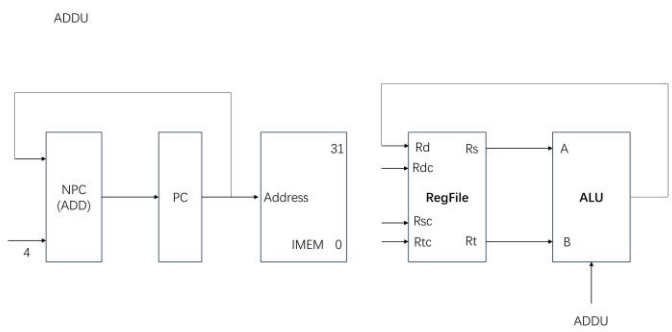 ADDU
31
NPC
(ADD)
PC
Address
IMEM 0
4
Rd
Rs
Rdc
RegFile
Rsc
Rtc
Rt
A
ALU
B
ADDU